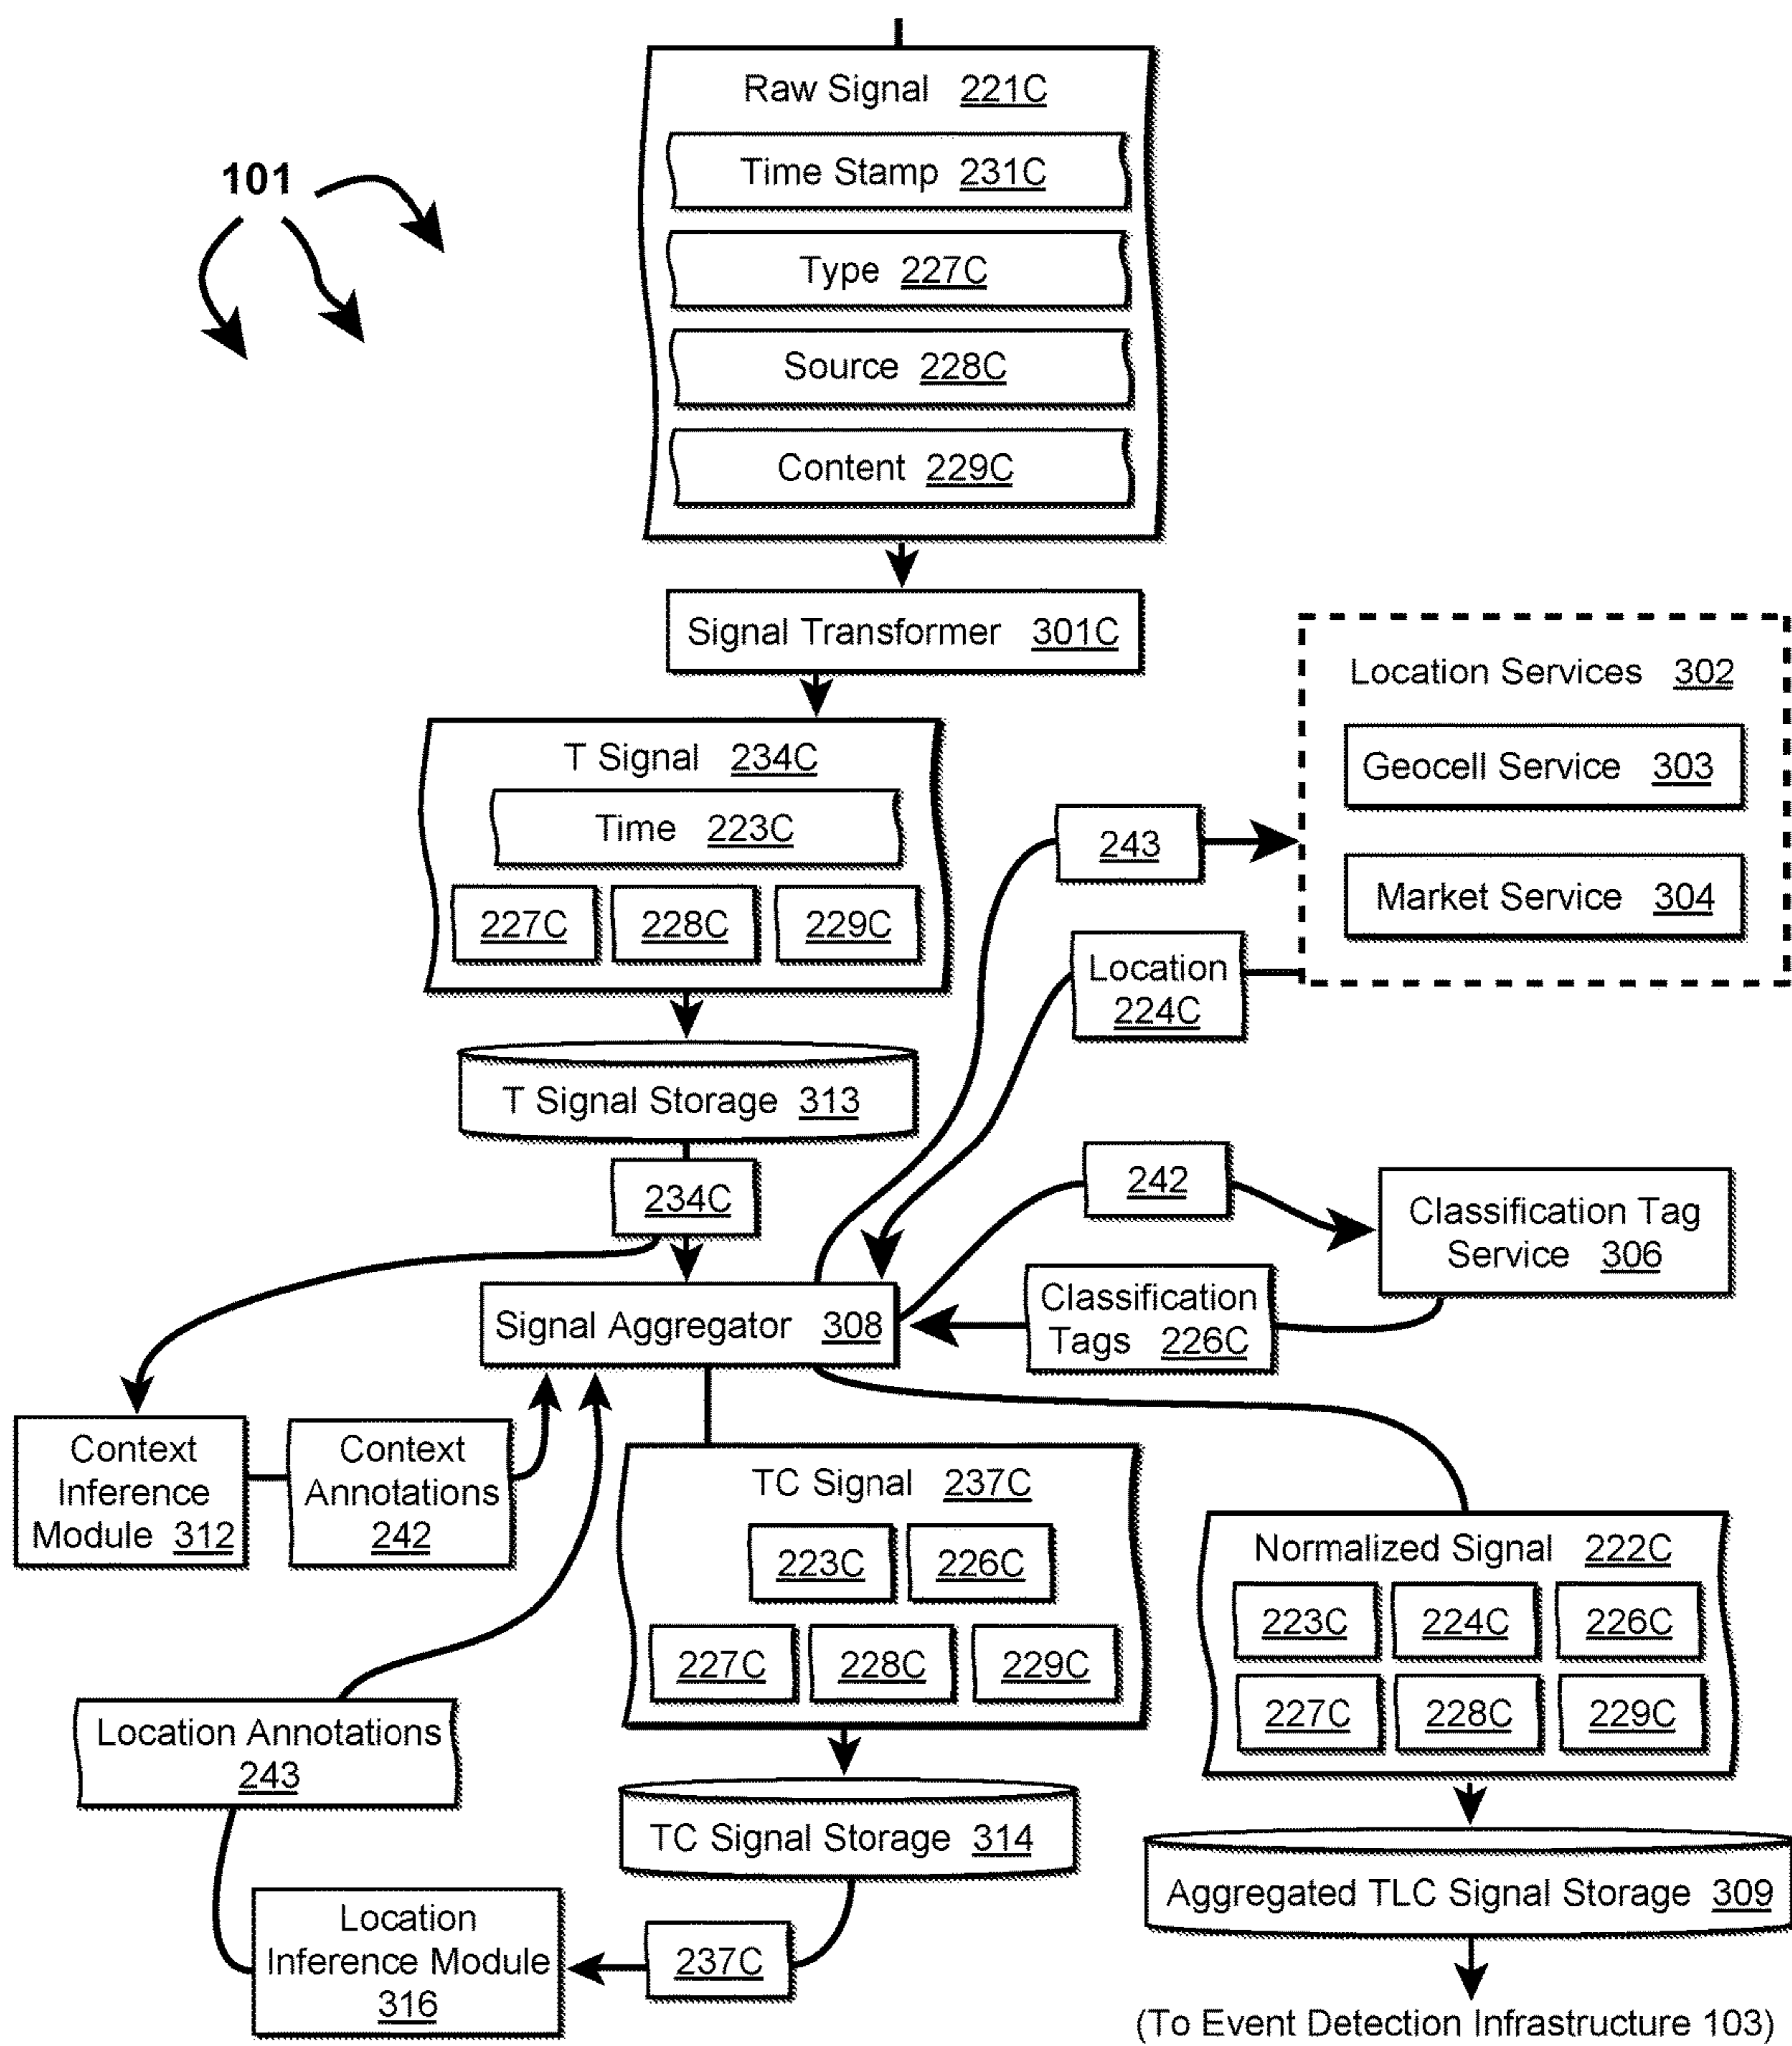 Raw Signal 221C
101
Time Stamp 231C
Type 227C
Source 228C
Content 229C
Signal Transformer 301C
Location Services 302
Geocell Service 303
Market Service 304
T Signal 234C
Time 223C
227C 228C 229C
243
Location
224C
T Signal Storage 313
234C
242
Classification Tag
Service 306
Signal Aggregator 308
Classification
Tags 226C
Context
Inference
Module 312
Context
Annotations
242
TC Signal 237C
223C 226C
227C 228C 229C
Normalized Signal 222C
223C 224C 226C
227C 228C 229C
Location Annotations
243
TC Signal Storage 314
Aggregated TLC Signal Storage 309
Location
Inference Module
316
237C
(To Event Detection Infrastructure 103)